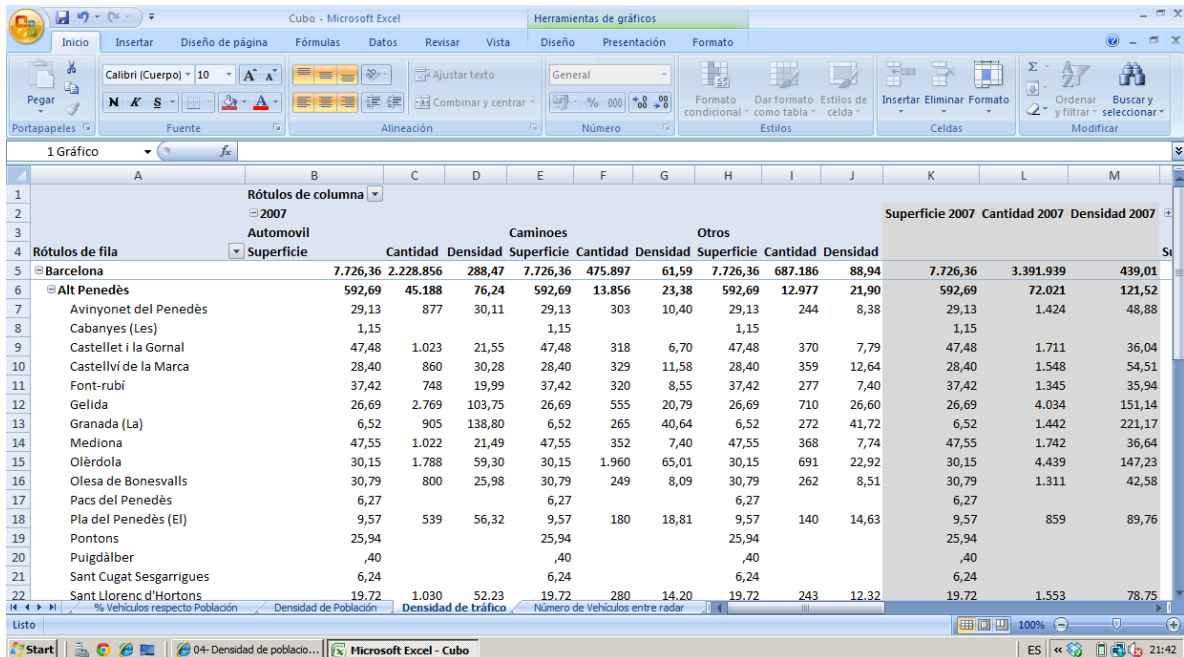 Cubo - Microsoft Excel Herramientas de gráficos
Inicio Insertar Diseño de página Fórmulas Datos Revisar Vista Diseño Presentación Formato
Pegar
Calibri (Cuerpo) 10
N K S
Ajustar texto
Combinar y centrar
General
% 000
Formato condicional
Dar formato como tabla
Estilos de celda
Insertar Eliminar Formato
Ordenar y filtrar
Buscar y seleccionar
Portapapeles Fuente Alineación Número Estilos Celdas Modificar
1 Gráfico fx
A B C D E F G H I J K L M
1 Rótulos de columna
2 2007 Superficie 2007 Cantidad 2007 Densidad 2007
3 Automovil Caminoes Otros
4 Rótulos de fila Superficie Cantidad Densidad Superficie Cantidad Densidad Superficie Cantidad Densidad Su
5 Barcelona 7.726,36 2.228.856 288,47 7.726,36 475.897 61,59 7.726,36 687.186 88,94 7.726,36 3.391.939 439,01
6 Alt Penedès 592,69 45.188 76,24 592,69 13.856 23,38 592,69 12.977 21,90 592,69 72.021 121,52
7 Avinyonet del Penedès 29,13 877 30,11 29,13 303 10,40 29,13 244 8,38 29,13 1.424 48,88
8 Cabanyes (Les) 1,15 1,15 1,15 1,15
9 Castellet i la Gornal 47,48 1.023 21,55 47,48 318 6,70 47,48 370 7,79 47,48 1.711 36,04
10 Castellví de la Marca 28,40 860 30,28 28,40 329 11,58 28,40 359 12,64 28,40 1.548 54,51
11 Font-rubí 37,42 748 19,99 37,42 320 8,55 37,42 277 7,40 37,42 1.345 35,94
12 Gelida 26,69 2.769 103,75 26,69 555 20,79 26,69 710 26,60 26,69 4.034 151,14
13 Granada (La) 6,52 905 138,80 6,52 265 40,64 6,52 272 41,72 6,52 1.442 221,17
14 Mediona 47,55 1.022 21,49 47,55 352 7,40 47,55 368 7,74 47,55 1.742 36,64
15 Olèrdola 30,15 1.788 59,30 30,15 1.960 65,01 30,15 691 22,92 30,15 4.439 147,23
16 Olesa de Bonesvalls 30,79 800 25,98 30,79 249 8,09 30,79 262 8,51 30,79 1.311 42,58
17 Pacs del Penedès 6,27 6,27 6,27 6,27
18 Pla del Penedès (El) 9,57 539 56,32 9,57 180 18,81 9,57 140 14,63 9,57 859 89,76
19 Pontons 25,94 25,94 25,94 25,94
20 Puigdàlber ,40 ,40 ,40 ,40
21 Sant Cugat Sesgarrigues 6,24 6,24 6,24 6,24
22 Sant Llorenç d'Hortons 19,72 1.030 52,23 19,72 280 14,20 19,72 243 12,32 19,72 1.553 78,75
% Vehículos respecto Población Densidad de Población Densidad de tráfico Número de Vehículos entre radar
Listo 100%
Start 04- Densidad de poblacio... Microsoft Excel - Cubo ES 21:42